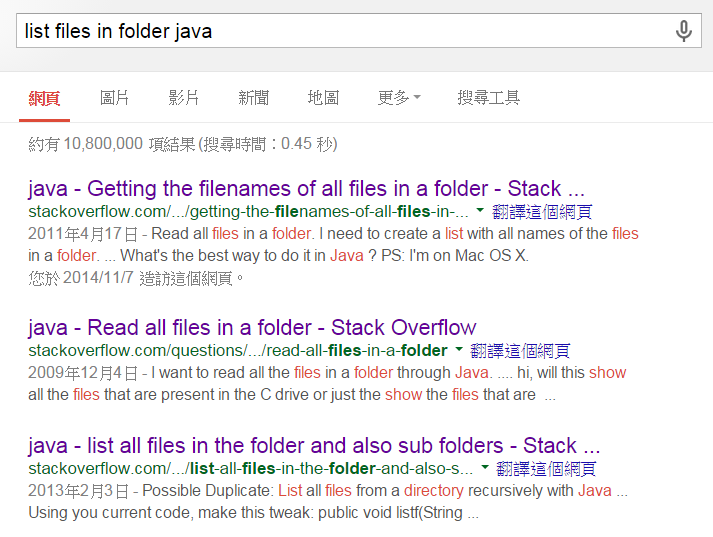 list files in folder java
網頁 圖片 影片 新聞 地圖 更多 搜尋工具
約有 10,800,000 項結果 (搜尋時間：0.45 秒)
java - Getting the filenames of all files in a folder - Stack ...
stackoverflow.com/.../getting-the-filenames-of-all-files-in-... 翻譯這個網頁
2011年4月17日 - Read all files in a folder. I need to create a list with all names of the files
in a folder. ... What's the best way to do it in Java ? PS: I'm on Mac OS X.
您於 2014/11/7 造訪這個網頁。
java - Read all files in a folder - Stack Overflow
stackoverflow.com/questions/.../read-all-files-in-a-folder 翻譯這個網頁
2009年12月4日 - I want to read all the files in a folder through Java. .... hi, will this show
all the files that are present in the C drive or just the show the files that are ...
java - list all files in the folder and also sub folders - Stack ...
stackoverflow.com/.../list-all-files-in-the-folder-and-also-s... 翻譯這個網頁
2013年2月3日 - Possible Duplicate: List all files from a directory recursively with Java ...
Using you current code, make this tweak: public void listf(String ...